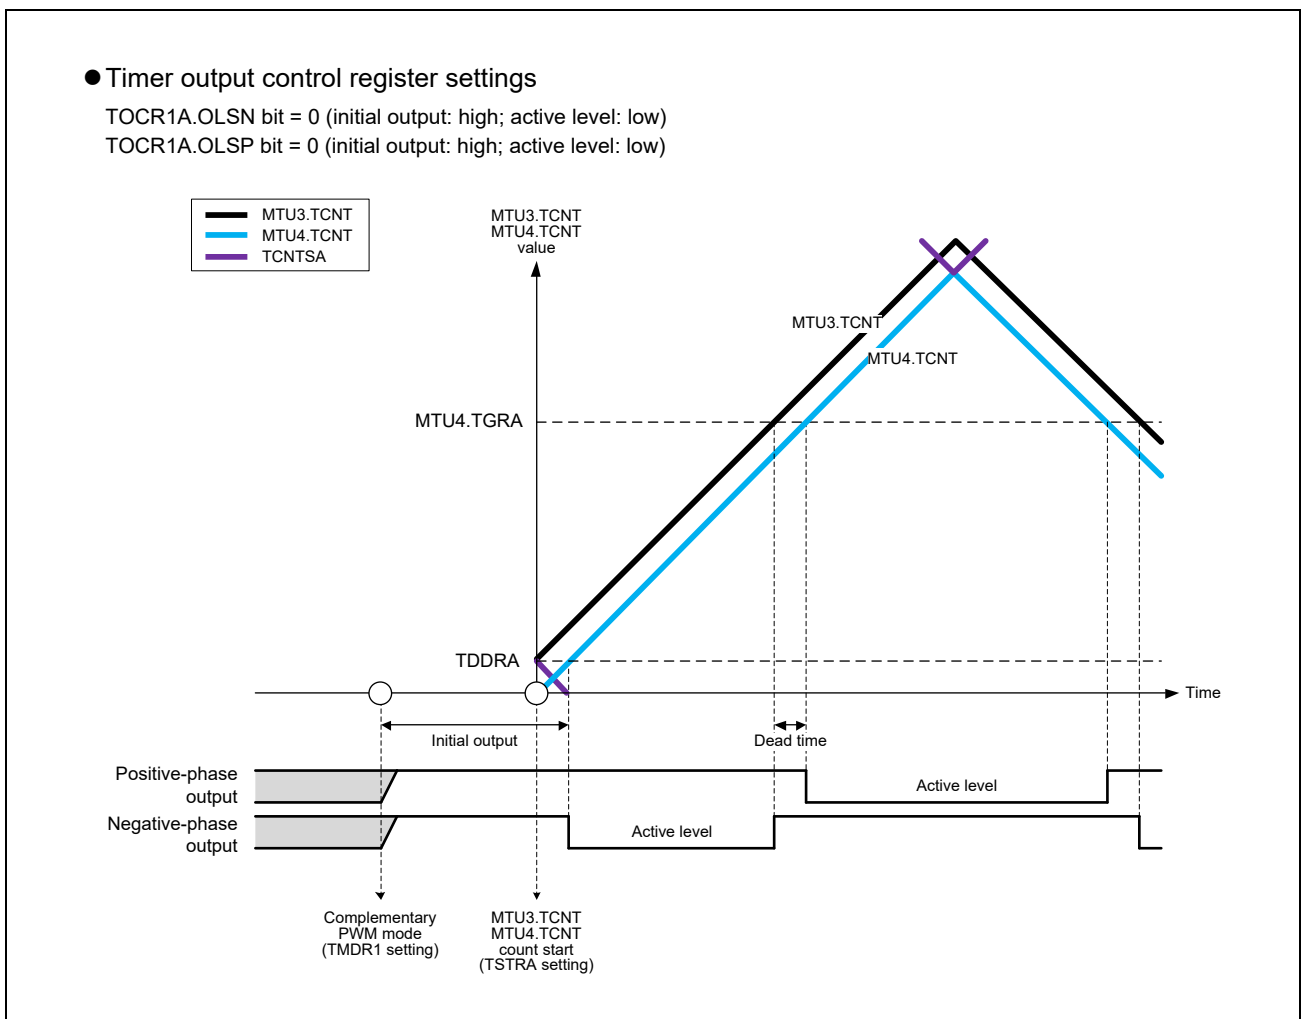 ● Timer output control register settings
TOCR1A.OLSN bit = 0 (initial output: high; active level: low)
TOCR1A.OLSP bit = 0 (initial output: high; active level: low)
MTU3.TCNT
MTU4.TCNT
TCNTSA
MTU3.TCNT
MTU4.TCNT
value
MTU3.TCNT
MTU4.TCNT
MTU4.TGRA
TDDRA
Time
Initial output
Dead time
Positive-phase
output
Active level
Negative-phase
output
Active level
Complementary
PWM mode
(TMDR1 setting)
MTU3.TCNT
MTU4.TCNT
count start
(TSTRA setting)